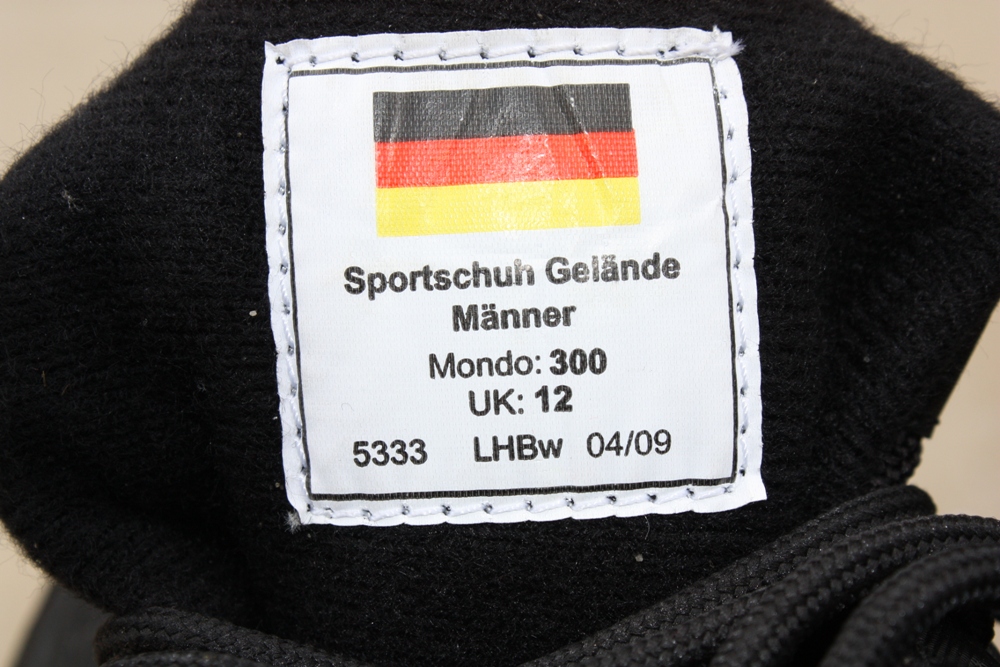 Sportschuh Gelände
Männer
Mondo: 300
UK: 12
5333 LHBw 04/09